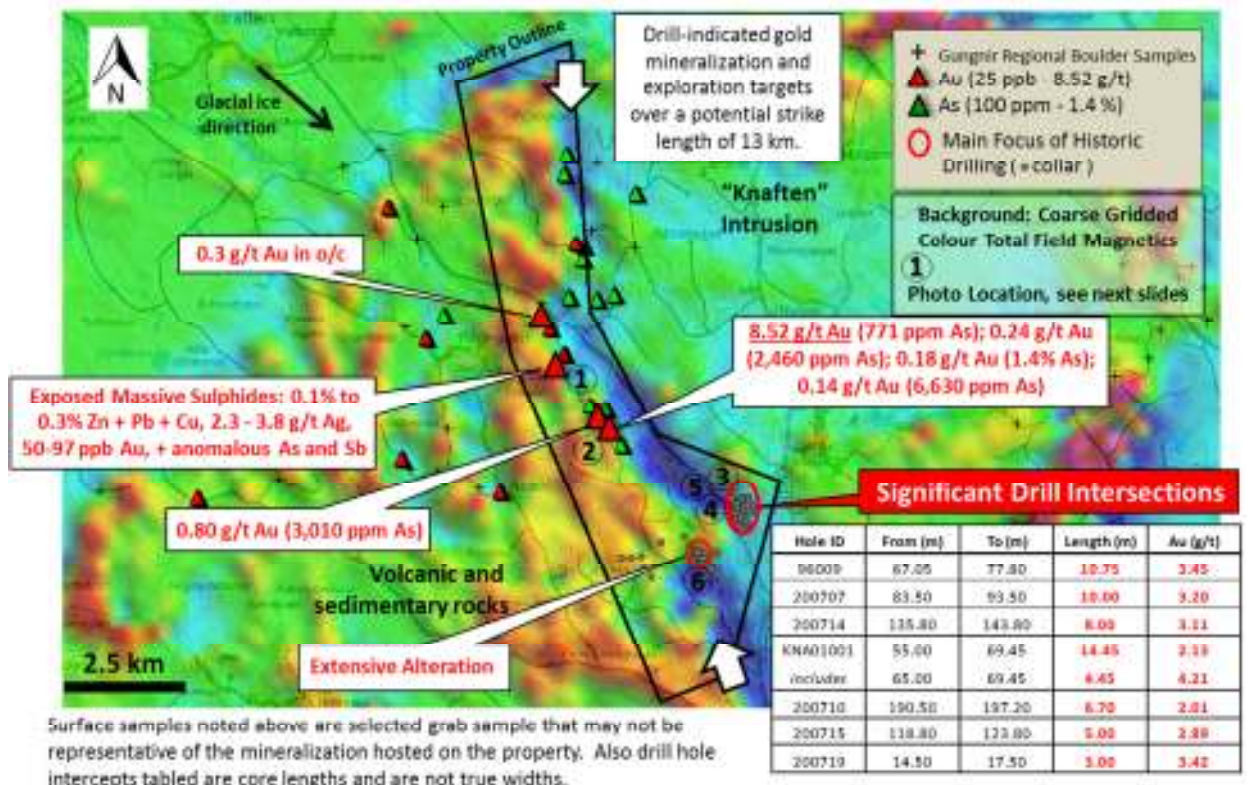 Property Outline
N
Glacial ice
direction
Drill-indicated gold
mineralization and
exploration targets
over a potential strike
length of 13 km.
Gungnir Regional Boulder Samples
Au (25 ppb - 8.52 g/t)
As (100 ppm - 1.4 %)
Main Focus of Historic
Drilling ( collar )
"Knaften"
Intrusion
Background: Coarse Gridded
Colour Total Field Magnetics
1
Photo Location, see next slides
0.3 g/t Au in o/c
8.52 g/t Au (771 ppm As); 0.24 g/t Au
(2,460 ppm As); 0.18 g/t Au (1.4% As);
0.14 g/t Au (6,630 ppm As)
Exposed Massive Sulphides: 0.1% to
0.3% Zn + Pb + Cu, 2.3 - 3.8 g/t Ag,
50-97 ppb Au, + anomalous As and Sb
1
2
3
5
4
6
0.80 g/t Au (3,010 ppm As)
Significant Drill Intersections
Volcanic and
sedimentary rocks
Extensive Alteration
2.5 km
Hole ID From (m) To (m) Length (m) Au (g/t)
96009 67.05 77.80 10.75 3.45
200707 83.50 93.50 10.00 3.20
200714 135.80 143.80 8.00 3.11
KNA01001 55.00 69.45 14.45 2.13
includes 65.00 69.45 4.45 4.21
200710 190.50 197.20 6.70 2.01
200715 118.80 123.80 5.00 2.89
200719 14.50 17.50 3.00 3.42
Surface samples noted above are selected grab sample that may not be
representative of the mineralization hosted on the property. Also drill hole
intercepts tabled are core lengths and are not true widths.